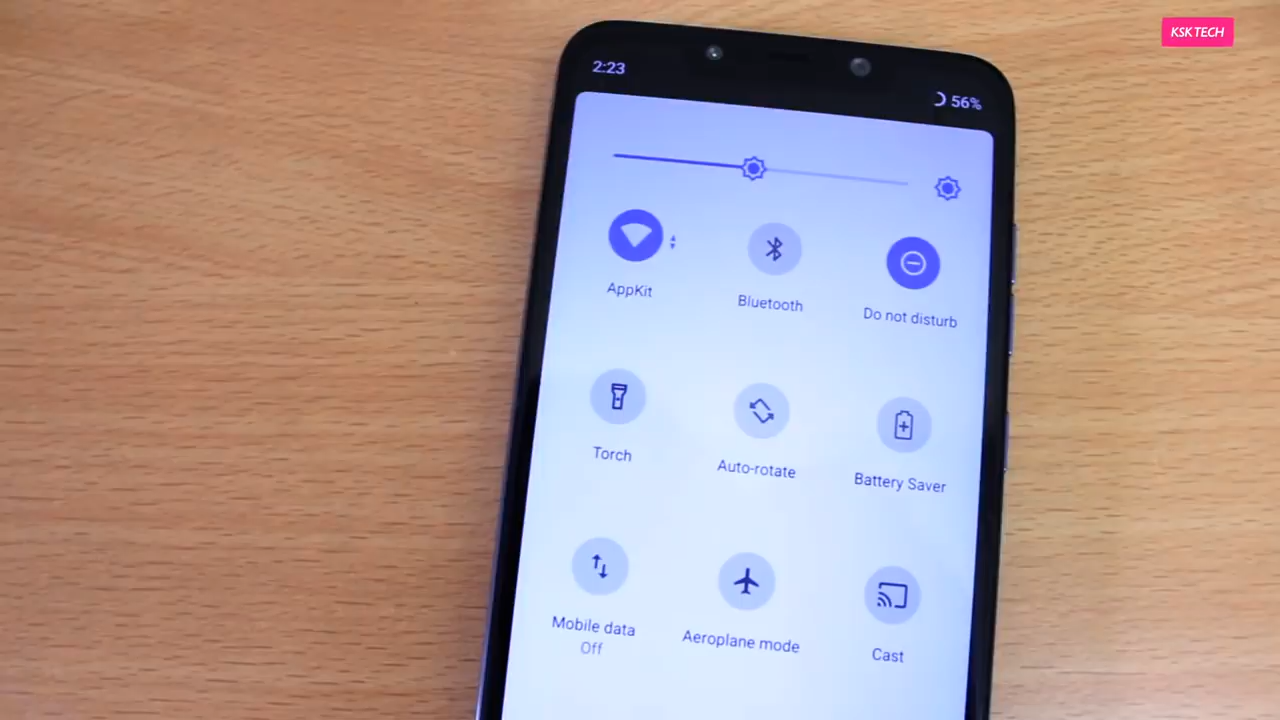 KSK TECH
2:23
56%
AppKit
Bluetooth
Do not disturb
Torch
Auto-rotate
Battery Saver
Mobile data
Off
Aeroplane mode
Cast